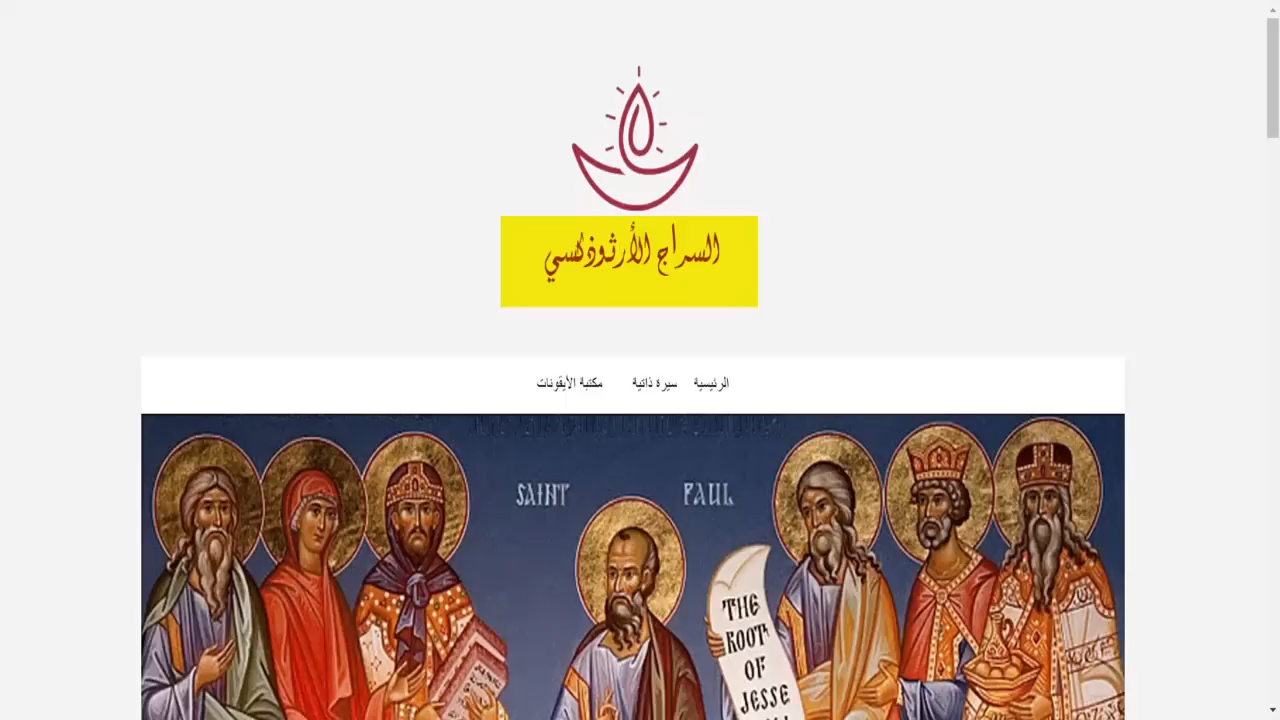 السراج الأرثوذكسي
الرئيسية سيرة ذاتية مكتبة الأيقونات
SAINT PAUL
THE
ROOT
OF
JESSE